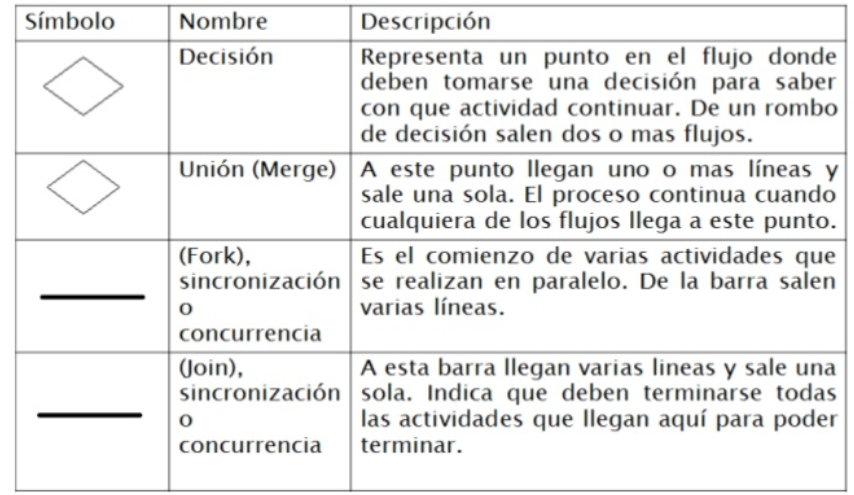 Símbolo Nombre Descripción
Decisión
Representa un punto en el flujo donde
deben tomarse una decisión para saber
con que actividad continuar. De un rombo
de decisión salen dos o mas flujos.
Unión (Merge)
A este punto llegan uno o mas líneas y
sale una sola. El proceso continua cuando
cualquiera de los flujos llega a este punto.
(Fork),
sincronización
o
concurrencia
Es el comienzo de varias actividades que
se realizan en paralelo. De la barra salen
varias líneas.
(Join),
sincronización
o
concurrencia
A esta barra llegan varias lineas y sale una
sola. Indica que deben terminarse todas
las actividades que llegan aquí para poder
terminar.